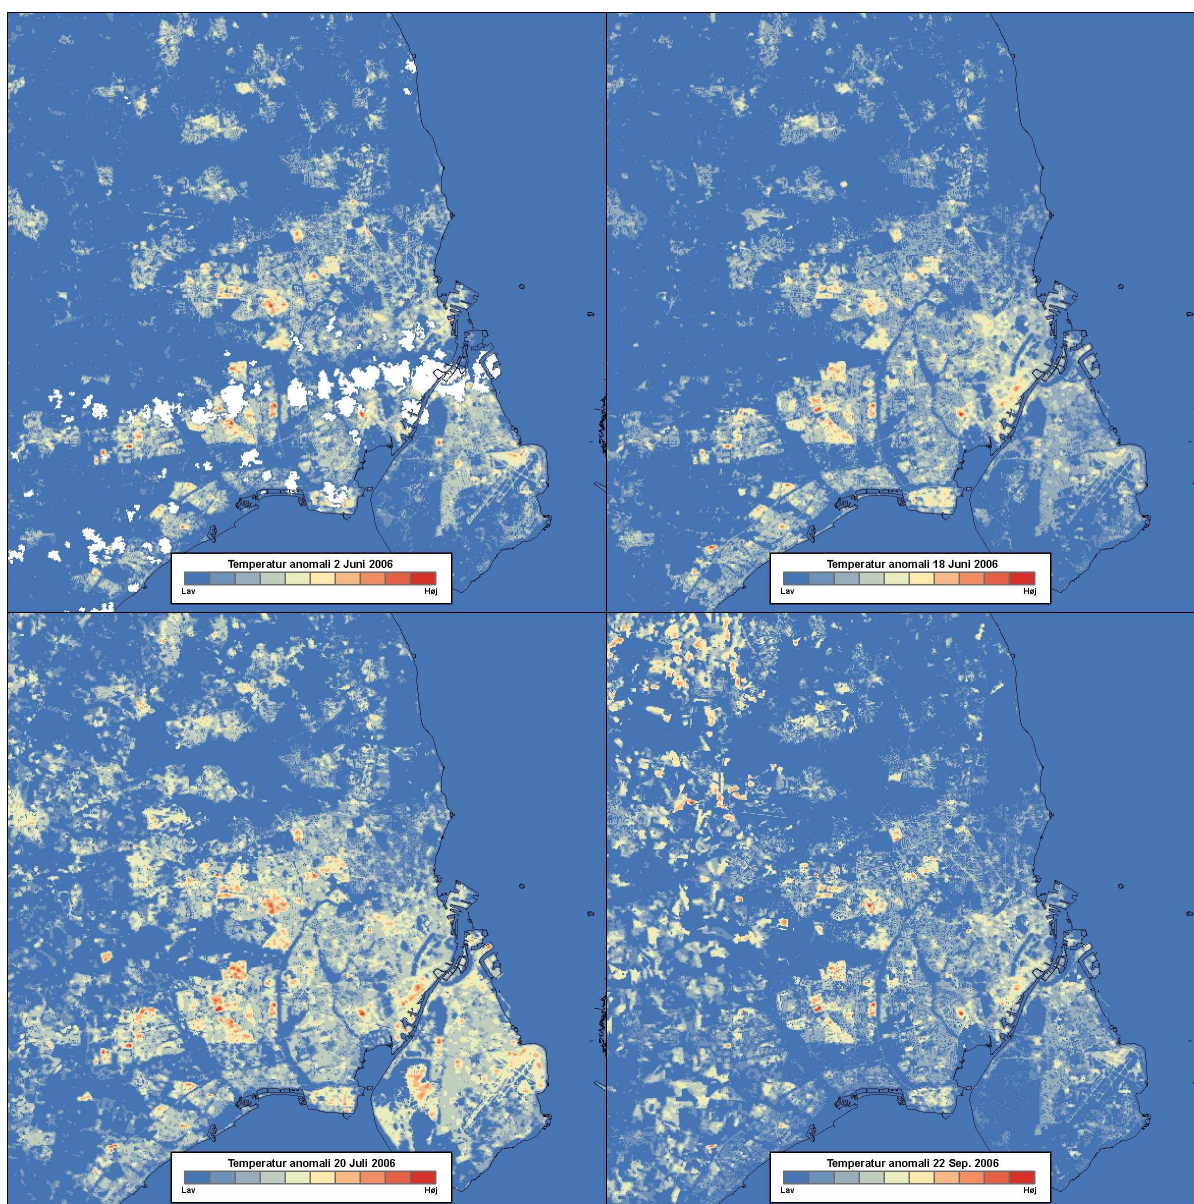 Temperatur anomali 2 Juni 2006
Lav Høj
Temperatur anomali 18 Juni 2006
Lav Høj
Temperatur anomali 20 Juli 2006
Lav Høj
Temperatur anomali 22 Sep. 2006
Lav Høj